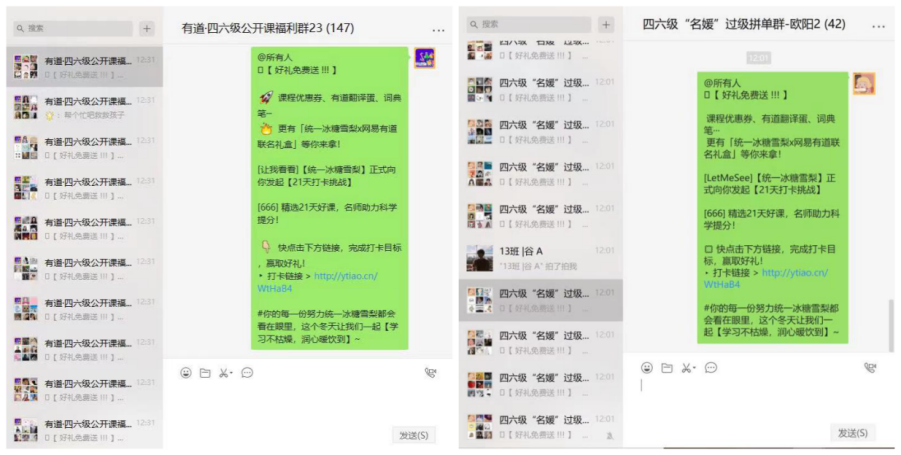 搜索
有道·四六级公开课福... 12:31
【 好礼免费送 !!! 】...
有道·四六级公开课福... 12:31
有道·四六级公开课福... 12:31
【 好礼免费送 !!! 】...
有道·四六级公开课福... 12:31
【 好礼免费送 !!! 】...
有道·四六级公开课福... 12:31
【 好礼免费送 !!! 】...
有道·四六级公开课福... 12:31
【 好礼免费送 !!! 】...
有道·四六级公开课福... 12:31
【 好礼免费送 !!! 】...
有道·四六级公开课福... 12:31
【 好礼免费送 !!! 】...
有道·四六级公开课福... 12:31
【 好礼免费送 !!! 】...
有道·四六级公开课福... 12:31
【 好礼免费送 !!! 】...
有道·四六级公开课福利群23 (147)
@所有人
【 好礼免费送 !!! 】
🚀 课程优惠券、有道翻译蛋、词典
笔···
👏 更有「统一冰糖雪梨x网易有道
联名礼盒」等你来拿!
[让我看看]【统一冰糖雪梨】正式向
你发起【21天打卡挑战】
[666] 精选21天好课，名师助力科学
提分!
👇 快点击下方链接，完成打卡目标
，赢取好礼!
• 打卡链接 > http://ytiao.cn/
WtHaB4
#你的每一份努力统一冰糖雪梨都会
看在眼里，这个冬天让我们一起【学
习不枯燥，润心暖饮到】~
发送(S)
搜索
四六级“名媛”过级拼... 12:01
【 好礼免费送 !!! 】...
四六级“名媛”过级... 12:01
【 好礼免费送 !!! 】...
四六级“名媛”过级... 12:01
【 好礼免费送 !!! 】...
四六级“名媛”过级... 12:01
【 好礼免费送 !!! 】...
四六级“名媛”过级... 12:01
【 好礼免费送 !!! 】...
13班 |谷 A 12:01
"13班 |谷 A" 拍了拍我
四六级“名媛”过级... 12:01
【 好礼免费送 !!! 】...
四六级“名媛”过级... 12:01
【 好礼免费送 !!! 】...
四六级“名媛”过级... 12:01
【 好礼免费送 !!! 】...
四六级“名媛”过级... 12:01
【 好礼免费送 !!! 】...
四六级“名媛”过级拼单群-欧阳2 (42)
12:01
@所有人
【 好礼免费送 !!! 】
课程优惠券、有道翻译蛋、词典
笔···
更有「统一冰糖雪梨x网易有道联
名礼盒」等你来拿!
[LetMeSee]【统一冰糖雪梨】正
式向你发起【21天打卡挑战】
[666] 精选21天好课，名师助力科
学提分!
快点击下方链接，完成打卡目
标，赢取好礼!
• 打卡链接 > http://ytiao.cn/
WtHaB4
#你的每一份努力统一冰糖雪梨都
会看在眼里，这个冬天让我们一
起【学习不枯燥，润心暖饮到】~
发送(S)